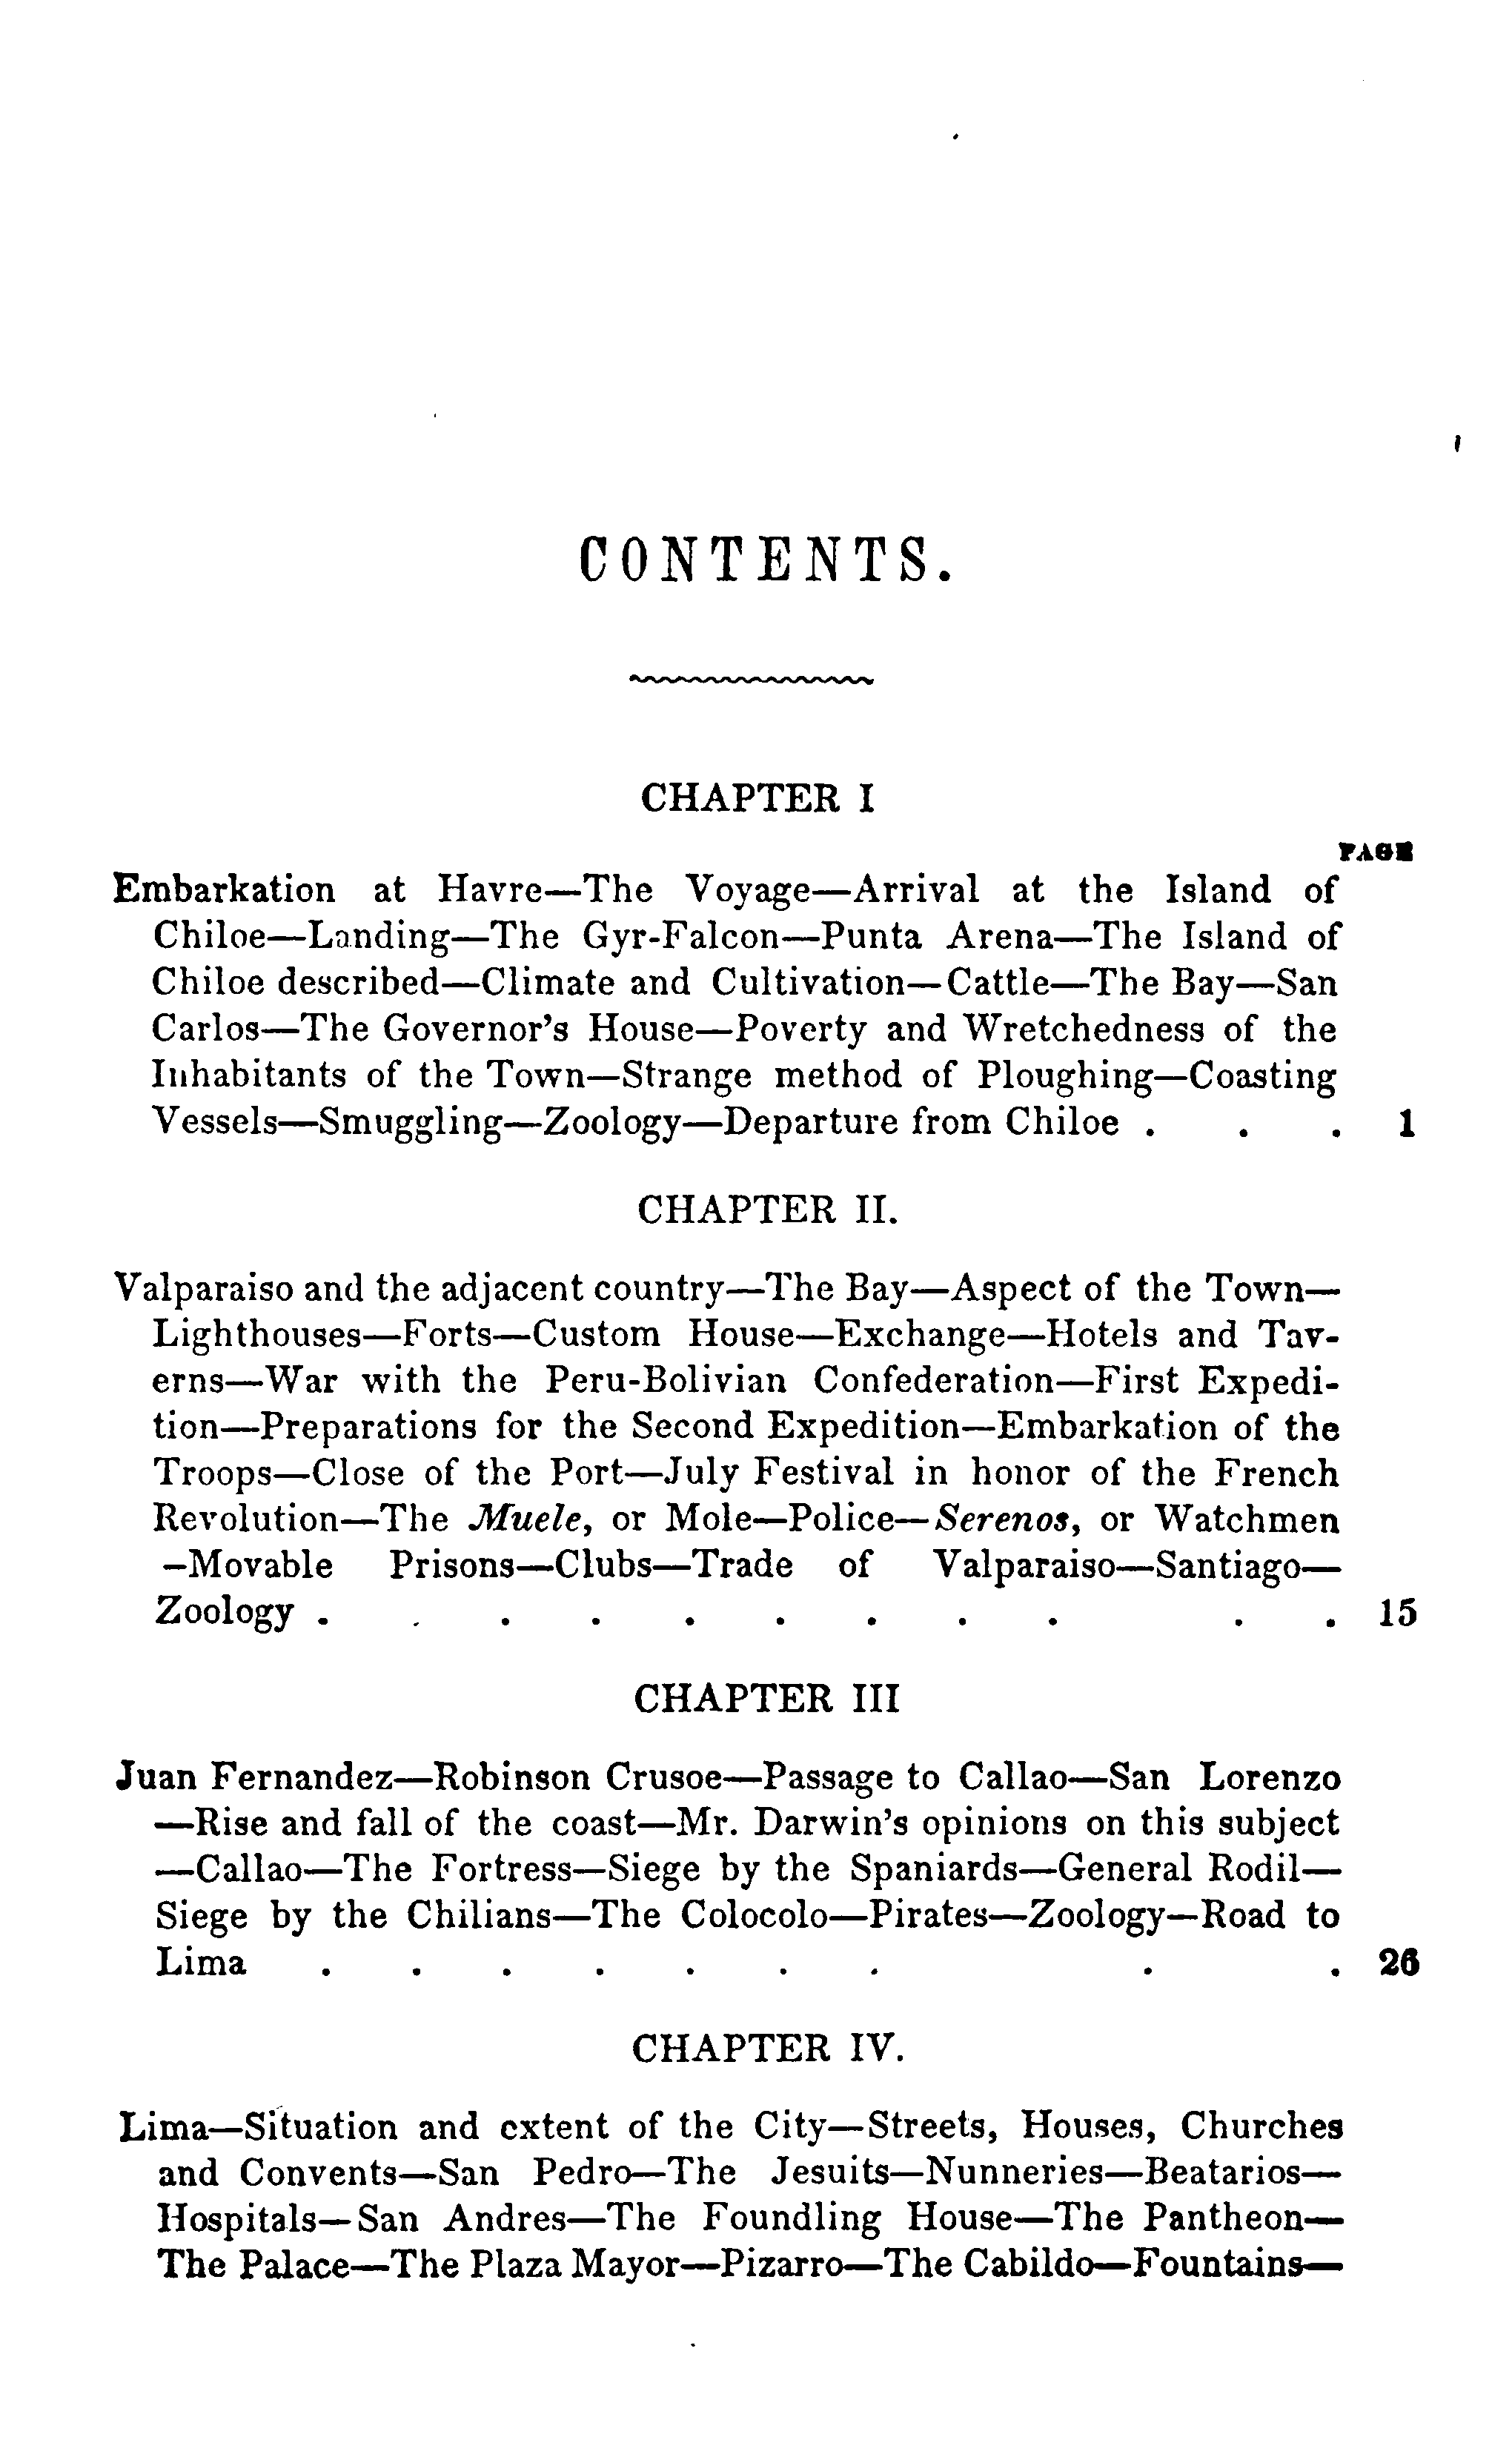 CONTENTS.
CHAPTER I
PAGE
Embarkation at Havre—The Voyage—Arrival at the Island of
Chiloe—Landing—The Gyr-Falcon—Punta Arena—The Island of
Chiloe described—Climate and Cultivation—Cattle—The Bay—San
Carlos—The Governor's House—Poverty and Wretchedness of the
Inhabitants of the Town—Strange method of Ploughing—Coasting
Vessels—Smuggling—Zoology—Departure from Chiloe . . . 1
CHAPTER II.
Valparaiso and the adjacent country—The Bay—Aspect of the Town—
Lighthouses—Forts—Custom House—Exchange—Hotels and Tav-
erns—War with the Peru-Bolivian Confederation—First Expedi-
tion—Preparations for the Second Expedition—Embarkation of the
Troops—Close of the Port—July Festival in honor of the French
Revolution—The Muele, or Mole—Police—Serenos, or Watchmen
–Movable Prisons—Clubs—Trade of Valparaiso—Santiago—
Zoology . . . . . . . . . . . 15
CHAPTER III
Juan Fernandez—Robinson Crusoe—Passage to Callao—San Lorenzo
—Rise and fall of the coast—Mr. Darwin's opinions on this subject
—Callao—The Fortress—Siege by the Spaniards—General Rodil—
Siege by the Chilians—The Colocolo—Pirates—Zoology—Road to
Lima . . . . . . . . . 26
CHAPTER IV.
Lima—Situation and extent of the City—Streets, Houses, Churches
and Convents—San Pedro—The Jesuits—Nunneries—Beatarios—
Hospitals—San Andres—The Foundling House—The Pantheon—
The Palace—The Plaza Mayor—Pizarro—The Cabildo—Fountains—